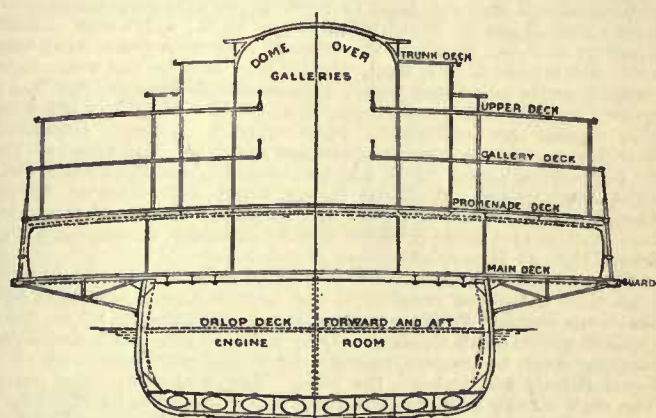 DOME OVER
GALLERIES
TRUNK DECK
UPPER DECK
GALLERY DECK
PROMENADE DECK
MAIN DECK
GUARD
ORLOP DECK FORWARD AND AFT
ENGINE ROOM